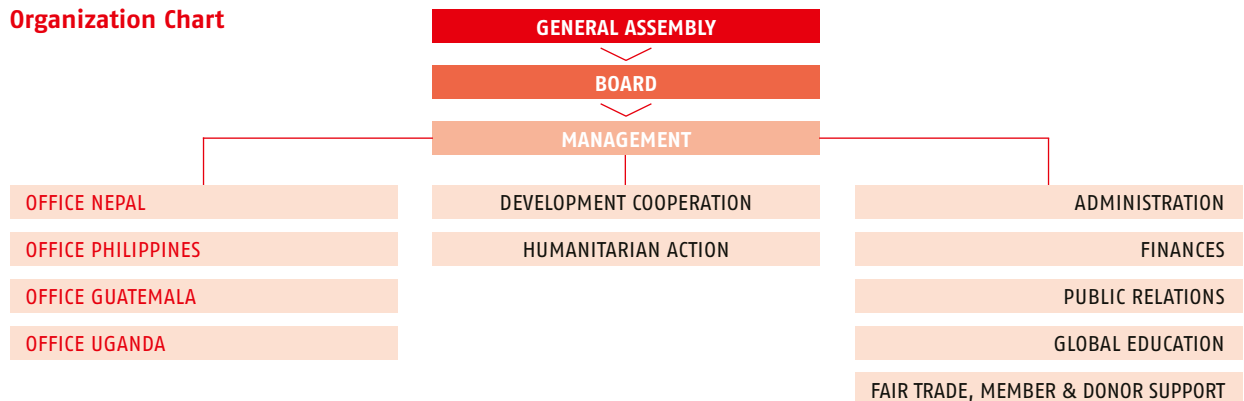 Organization Chart
GENERAL ASSEMBLY
BOARD
MANAGEMENT
OFFICE NEPAL
OFFICE PHILIPPINES
OFFICE GUATEMALA
OFFICE UGANDA
DEVELOPMENT COOPERATION
HUMANITARIAN ACTION
ADMINISTRATION
FINANCES
PUBLIC RELATIONS
GLOBAL EDUCATION
FAIR TRADE, MEMBER & DONOR SUPPORT